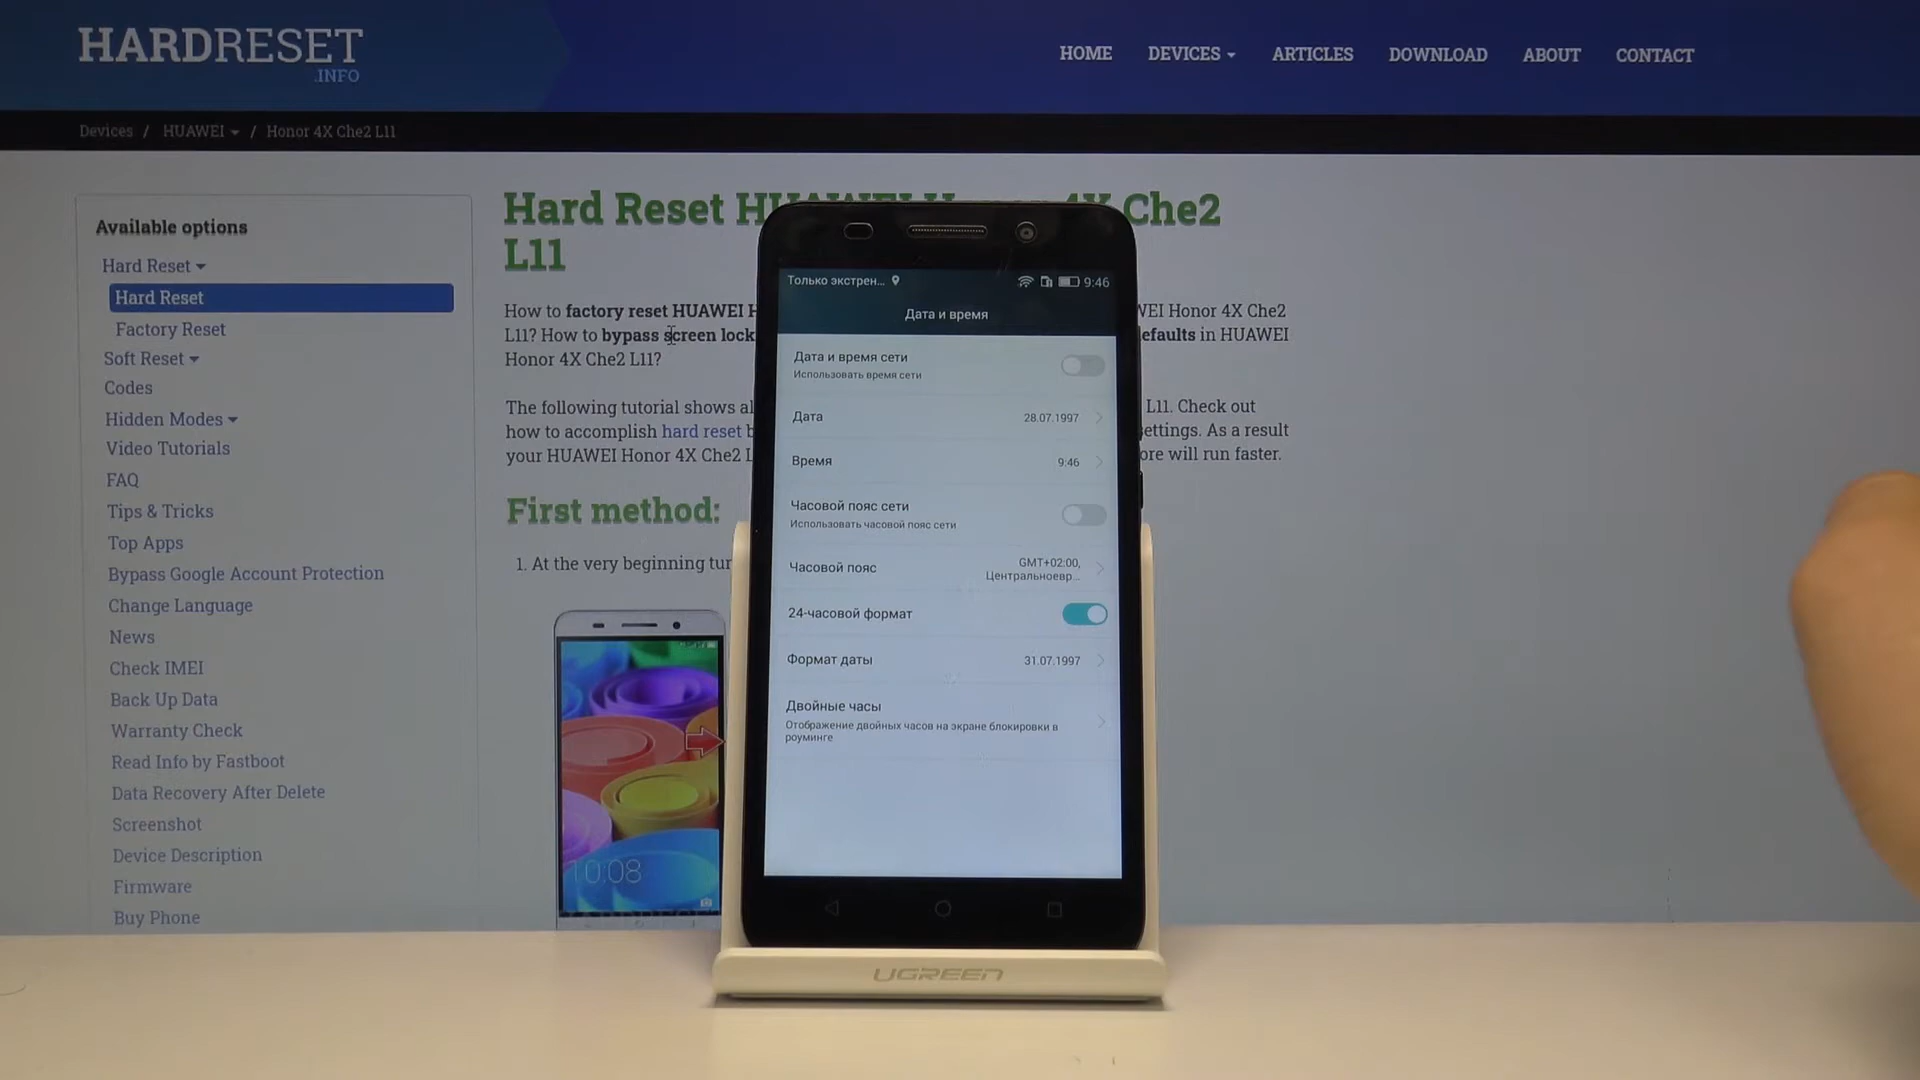 HARDRESET
.INFO
HOME DEVICES ARTICLES DOWNLOAD ABOUT CONTACT
Devices / HUAWEI / Honor 4X Che2 L11
Available options
Hard Reset
Hard Reset
Factory Reset
Soft Reset
Codes
Hidden Modes
Video Tutorials
FAQ
Tips & Tricks
Top Apps
Bypass Google Account Protection
Change Language
News
Check IMEI
Back Up Data
Warranty Check
Read Info by Fastboot
Data Recovery After Delete
Screenshot
Device Description
Firmware
Buy Phone
Hard Reset HUAWEI Honor 4X Che2
L11
How to factory reset HUAWEI WEI Honor 4X Che2
L11? How to bypass screen lock efaults in HUAWEI
Honor 4X Che2 L11?
The following tutorial shows L11. Check out
how to accomplish hard reset settings. As a result
your HUAWEI Honor 4X Che2 will run faster.
First method:
1. At the very beginning
10:08
Только экстрен... 9:46
Дата и время
Дата и время сети
Использовать время сети
Дата 28.07.1997
Время 9:46
Часовой пояс сети
Использовать часовой пояс сети
Часовой пояс GMT+02:00,
Центральноевр...
24-часовой формат
Формат даты 31.07.1997
Двойные часы
Отображение двойных часов на экране блокировки в
роуминге
UGREEN